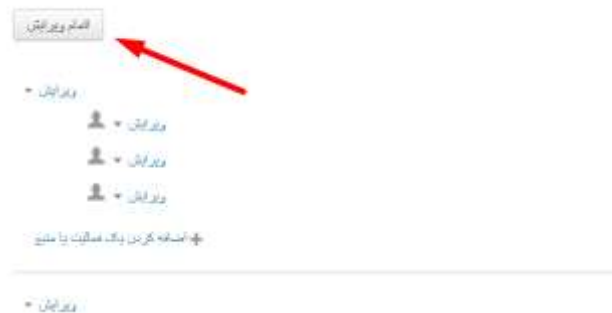 اتمام ویرایش
ویرایش
ویرایش
ویرایش
ویرایش
اضافه کردن یک فعالیت یا منبع
ویرایش